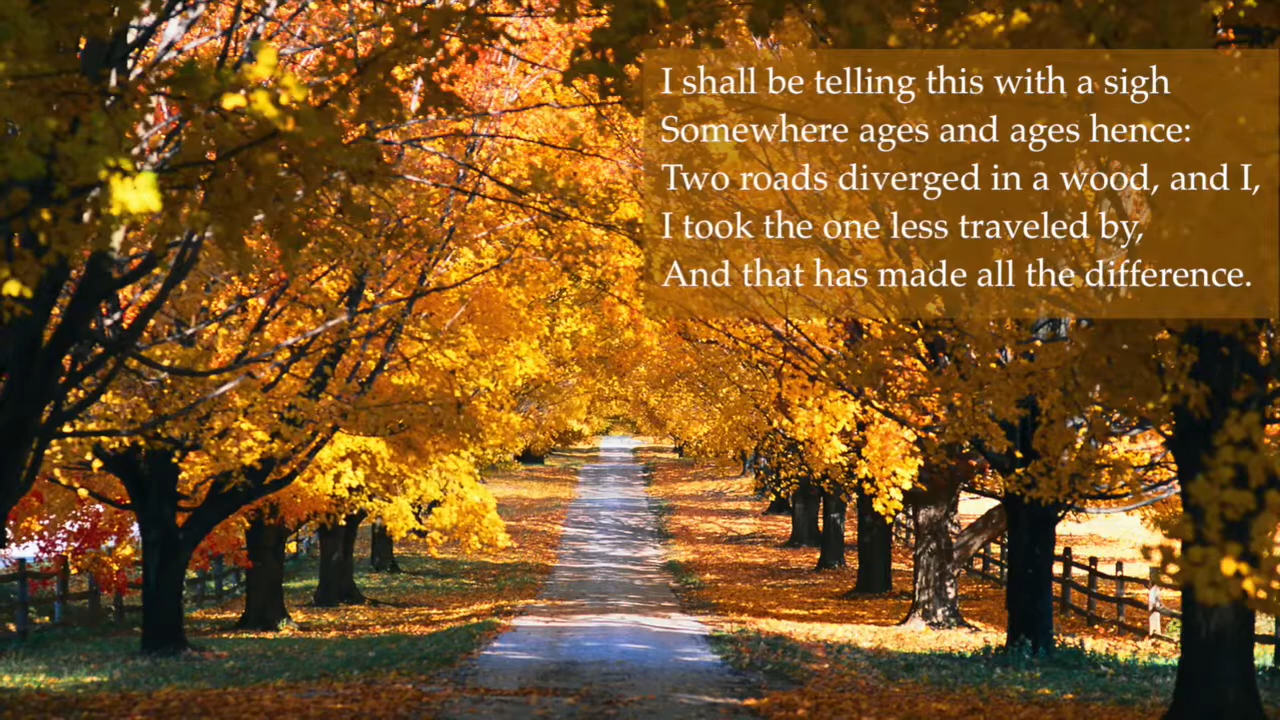 I shall be telling this with a sigh
Somewhere ages and ages hence:
Two roads diverged in a wood, and I,
I took the one less traveled by,
And that has made all the difference.